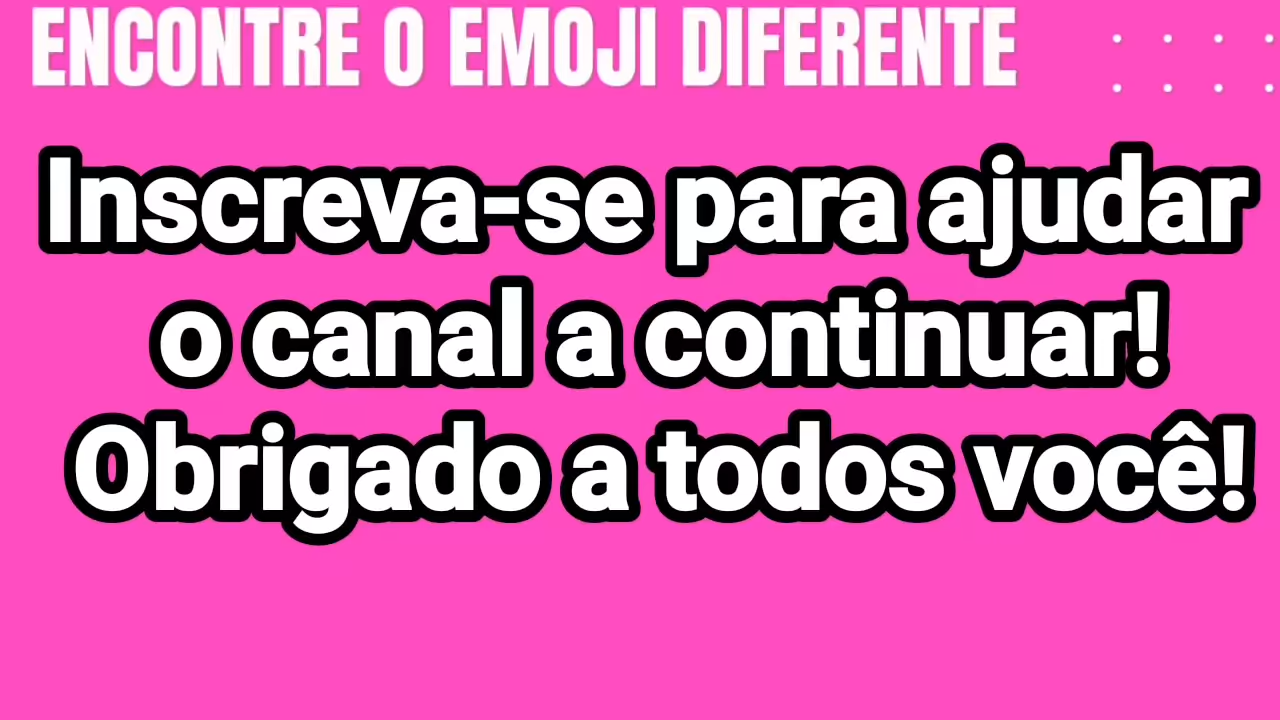 ENCONTRE O EMOJI DIFERENTE
Inscreva-se para ajudar
o canal a continuar!
Obrigado a todos você!